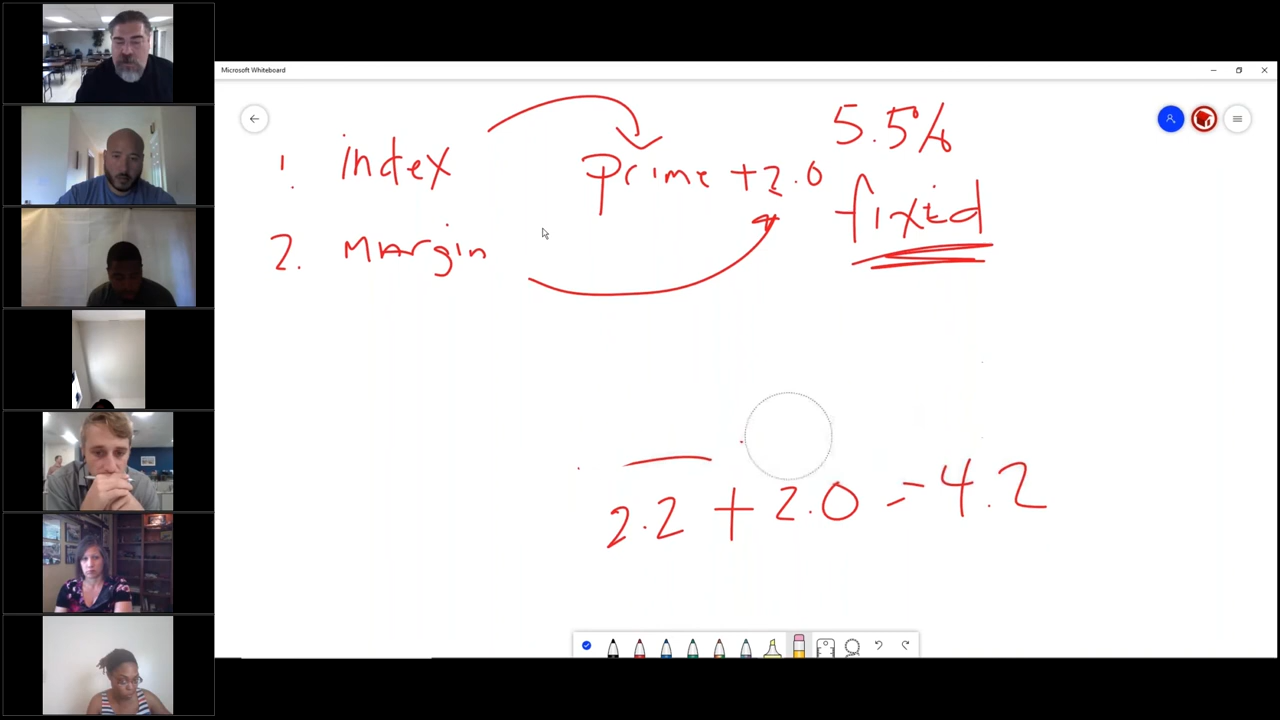 Microsoft Whiteboard
5.5%
1. index prime + 2.0
fixed
2. margin
2.2 + 2.0 = 4.2